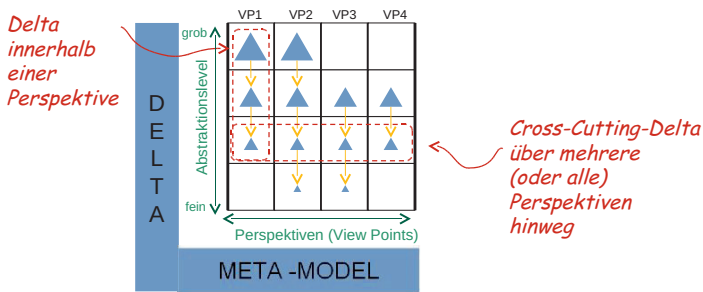 Delta
innerhalb
einer
Perspektive
VP1 VP2 VP3 VP4
grob
Abstraktionslevel
fein
DELTA
Cross-Cutting-Delta
über mehrere
(oder alle)
Perspektiven
hinweg
Perspektiven (View Points)
META -MODEL